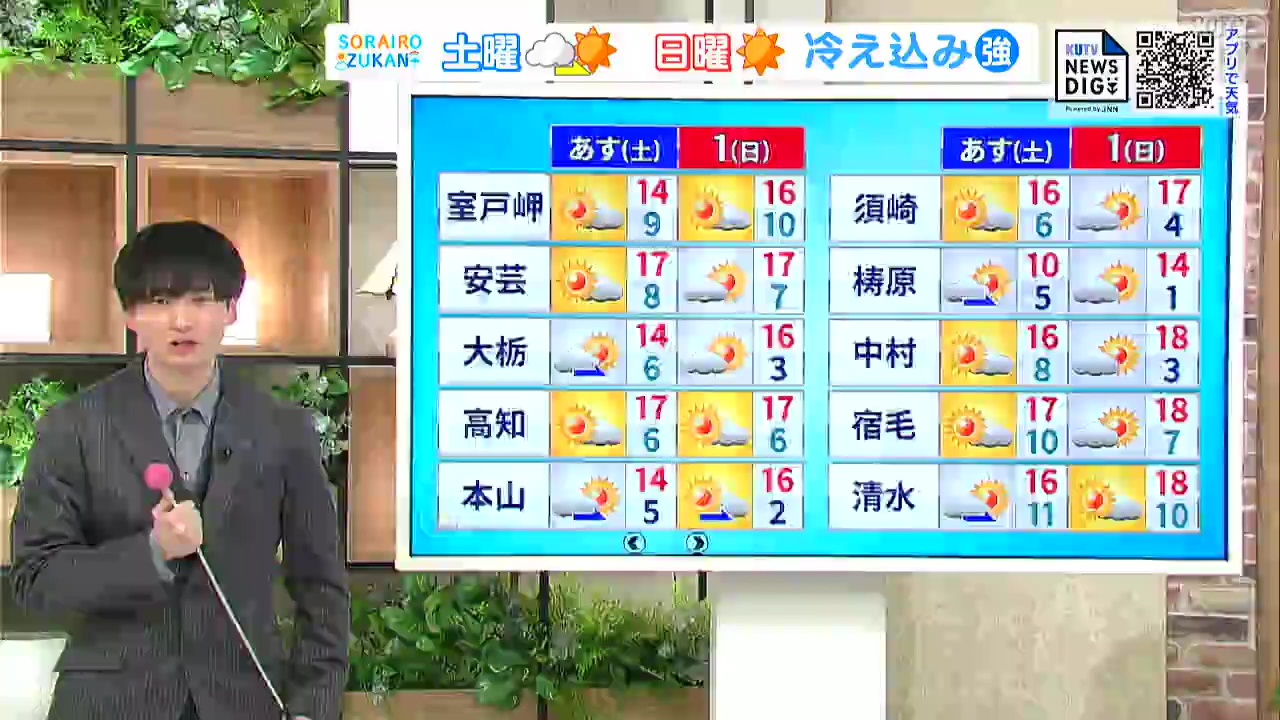 SORAIRO
ZUKAN
土曜
日曜
冷え込み強
KUTV
NEWS
DIG
Powered by JNN
アプリで天気
あす(土) 1(日)
室戸岬 14 9 16 10
安芸 17 8 17 7
大栃 14 6 16 3
高知 17 6 17 6
本山 14 5 16 2
あす(土) 1(日)
須崎 16 6 17 4
梼原 10 5 14 1
中村 16 8 18 3
宿毛 17 10 18 7
清水 16 11 18 10